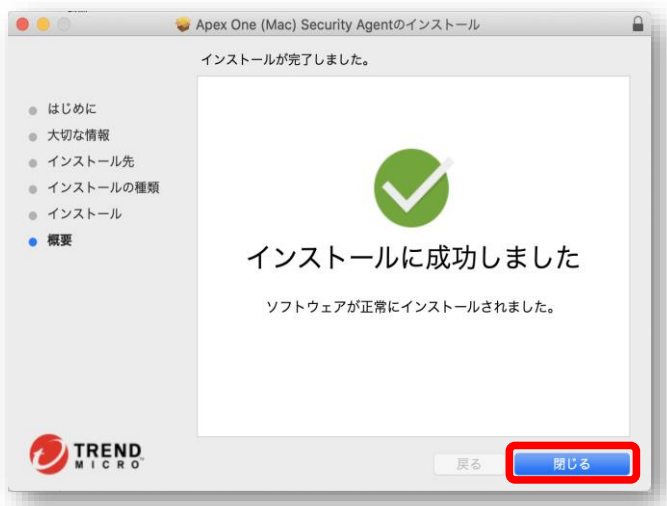 Apex One (Mac) Security Agentのインストール
インストールが完了しました。
はじめに
大切な情報
インストール先
インストールの種類
インストール
概要
インストールに成功しました
ソフトウェアが正常にインストールされました。
TREND
MICRO™
戻る
閉じる